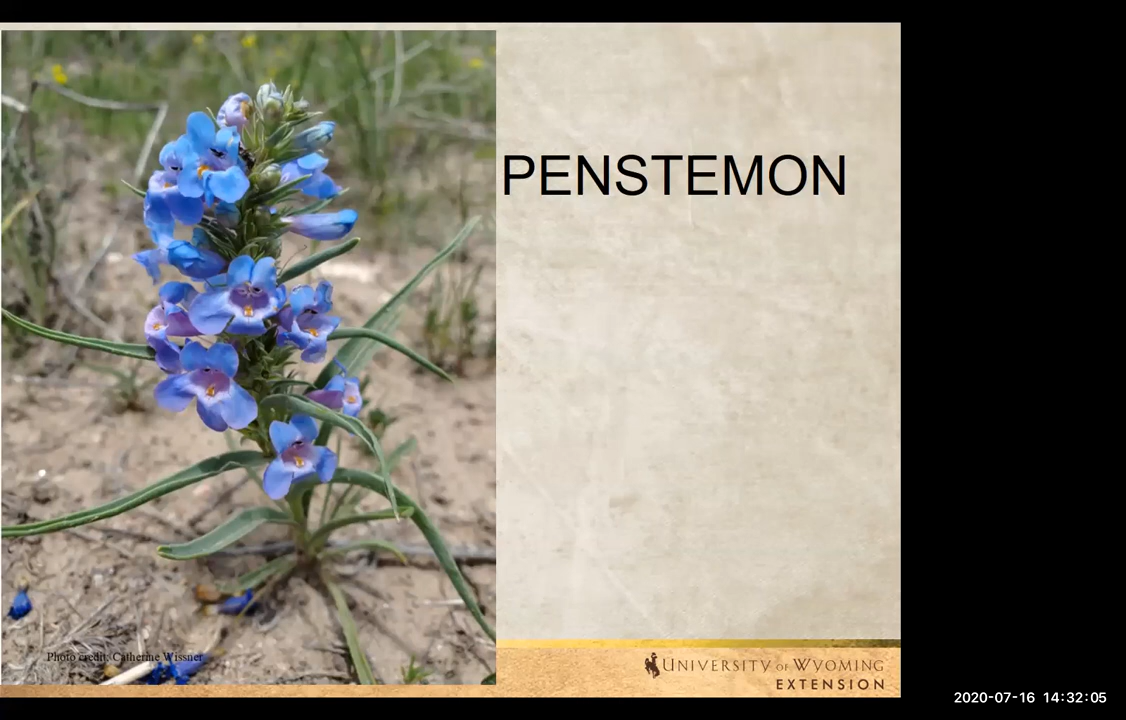 PENSTEMON
Photo credit: Catherine Wissner
UNIVERSITY OF WYOMING
EXTENSION
2020-07-16 14:32:05